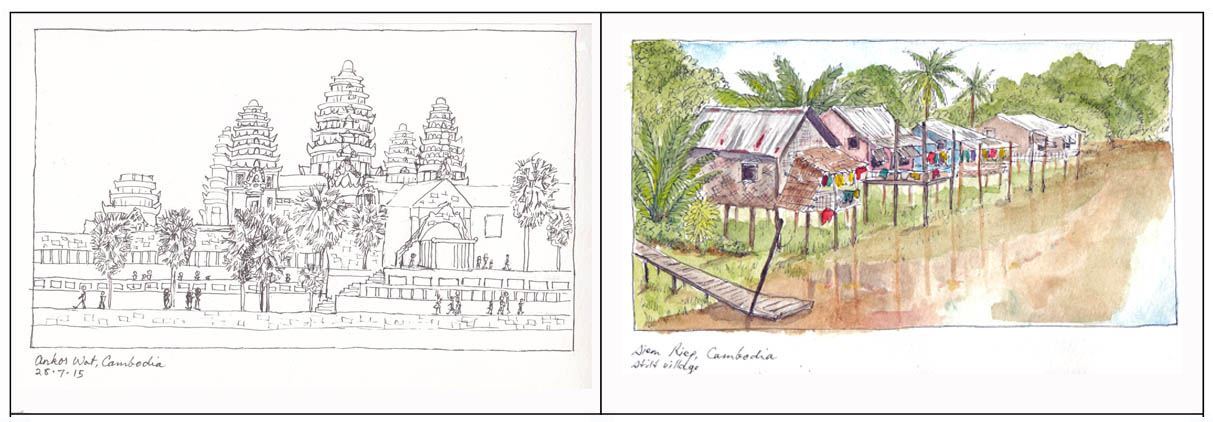 Ankor Wat, Cambodia
28·7·15
Siem Riep, Cambodia
Stilt village